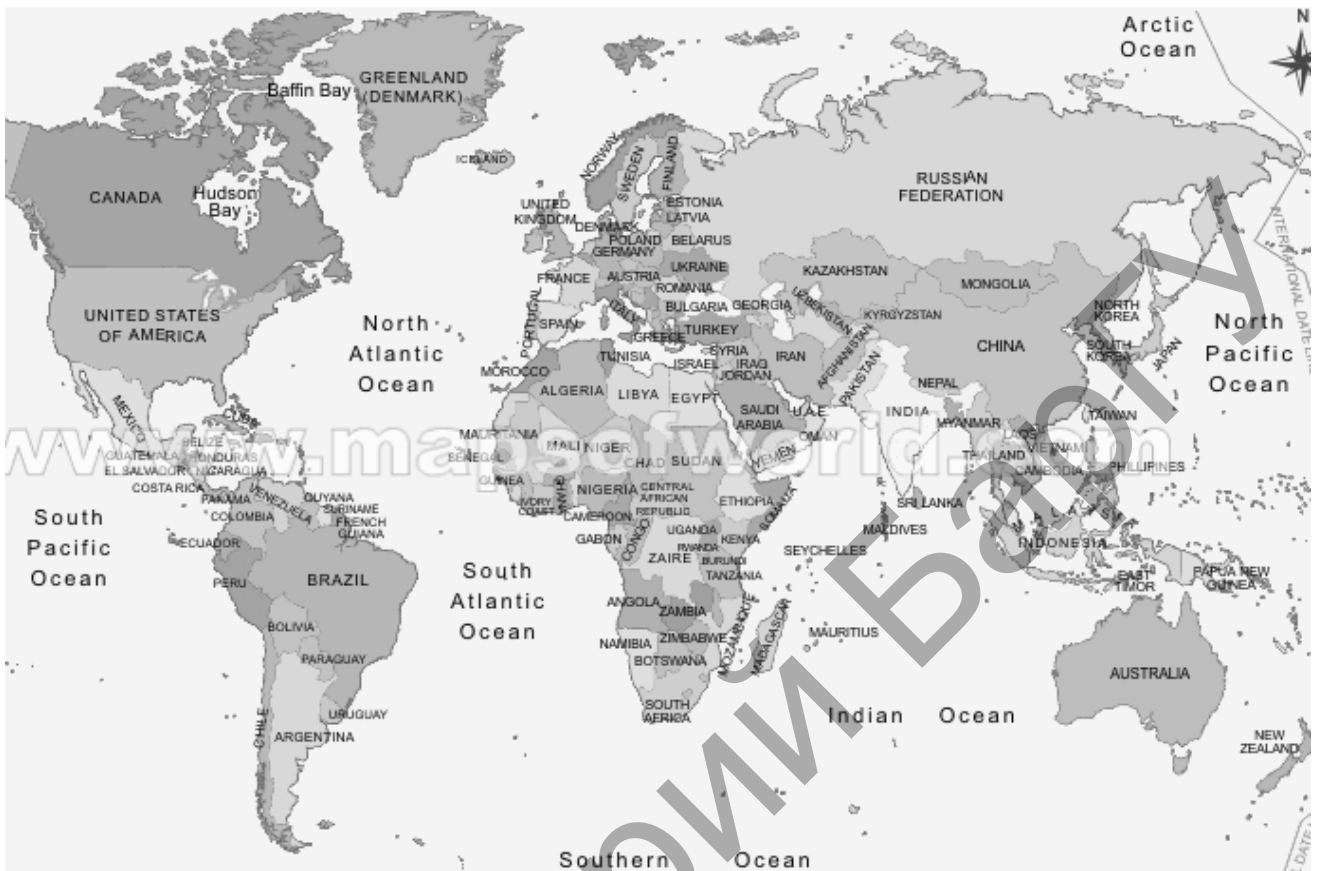 Arctic
Ocean
N
GREENLAND
(DENMARK)
Baffin Bay
ICELAND
NORWAY
SWEDEN
FINLAND
RUSSIAN
FEDERATION
CANADA
Hudson
Bay
UNITED
KINGDOM
ESTONIA
LATVIA
DENMARK
POLAND
BELARUS
GERMANY
UKRAINE
FRANCE
AUSTRIA
ROMANIA
KAZAKHSTAN
MONGOLIA
INTERNATIONAL DATE LINE
UNITED STATES
OF AMERICA
North
Atlantic
Ocean
PORTUGAL
SPAIN
ITALY
BULGARIA
GEORGIA
UZBEKISTAN
KYRGYZSTAN
NORTH
KOREA
North
Pacific
Ocean
GREECE
TURKEY
TUNISIA
SYRIA
ISRAEL
IRAQ
JORDAN
IRAN
AFGHANISTAN
PAKISTAN
CHINA
SOUTH
KOREA
JAPAN
MOROCCO
ALGERIA
LIBYA
EGYPT
SAUDI
ARABIA
U.A.E.
OMAN
NEPAL
INDIA
MYANMAR
TAIWAN
MEXICO
CUBA
www.mapsofworld.com
BELIZE
GUATEMALA
HONDURAS
EL SALVADOR
NICARAGUA
COSTA RICA
PANAMA
VENEZUELA
GUYANA
SURINAME
FRENCH
GUIANA
COLOMBIA
ECUADOR
MAURITANIA
MALI
NIGER
CHAD
SUDAN
YEMEN
SENEGAL
GUINEA
IVORY
COAST
GHANA
NIGERIA
CENTRAL
AFRICAN
REPUBLIC
ETHIOPIA
SOMALIA
CAMEROON
LAOS
VIETNAM
THAILAND
CAMBODIA
PHILLIPINES
SRI LANKA
MALDIVES
South
Pacific
Ocean
GABON
CONGO
UGANDA
KENYA
RWANDA
BURUNDI
ZAIRE
TANZANIA
SEYCHELLES
MALAYSIA
INDONESIA
EAST
TIMOR
PAPUA NEW
GUINEA
PERU
BRAZIL
South
Atlantic
Ocean
ANGOLA
ZAMBIA
ZIMBABWE
MOZAMBIQUE
MADAGASCAR
MAURITIUS
BOLIVIA
PARAGUAY
NAMIBIA
BOTSWANA
SOUTH
AFRICA
AUSTRALIA
CHILE
URUGUAY
ARGENTINA
Indian Ocean
NEW
ZEALAND
Southern Ocean
рий БарГУ